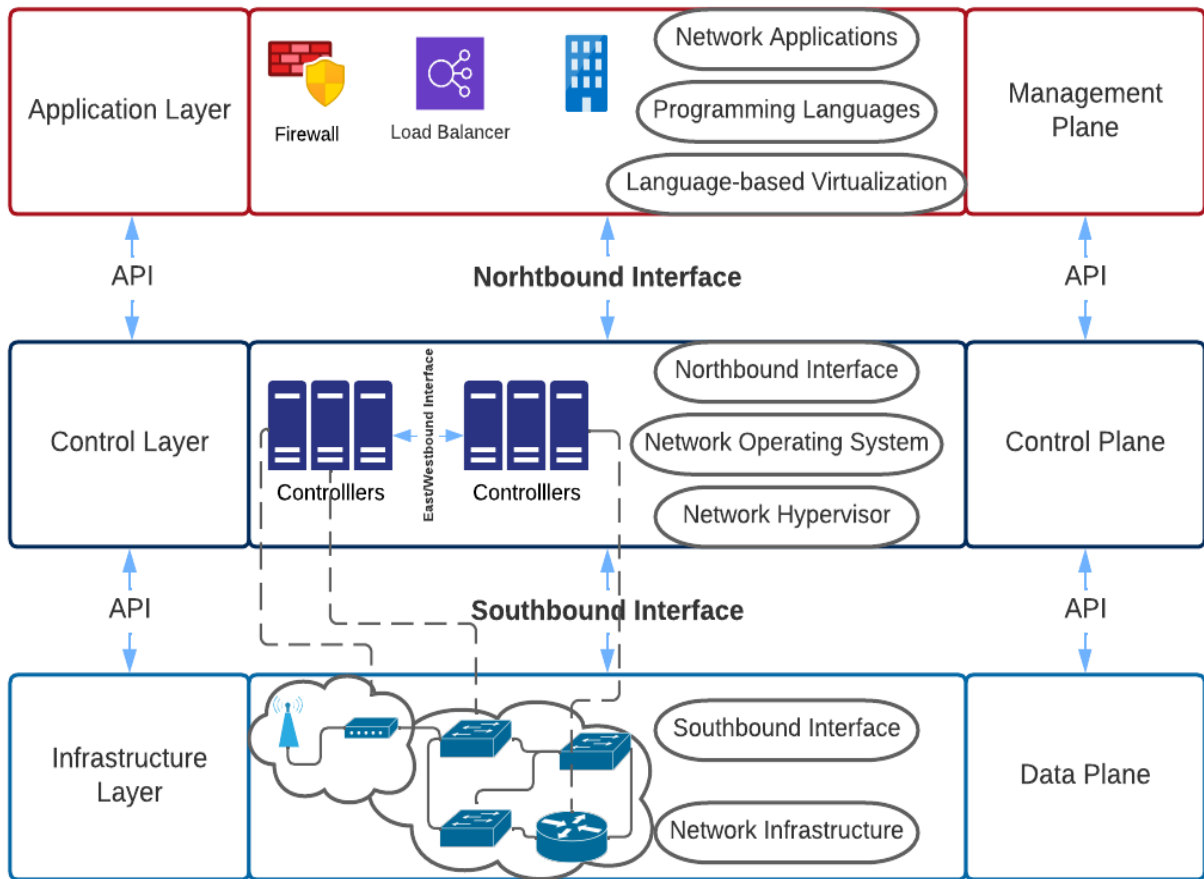 Application Layer
Firewall
Load Balancer
Network Applications
Programming Languages
Language-based Virtualization
Management
Plane
API
Norhtbound Interface
API
Control Layer
Controlllers
East/Westbound Interface
Controlllers
Northbound Interface
Network Operating System
Network Hypervisor
Control Plane
API
Southbound Interface
API
Infrastructure
Layer
Southbound Interface
Network Infrastructure
Data Plane